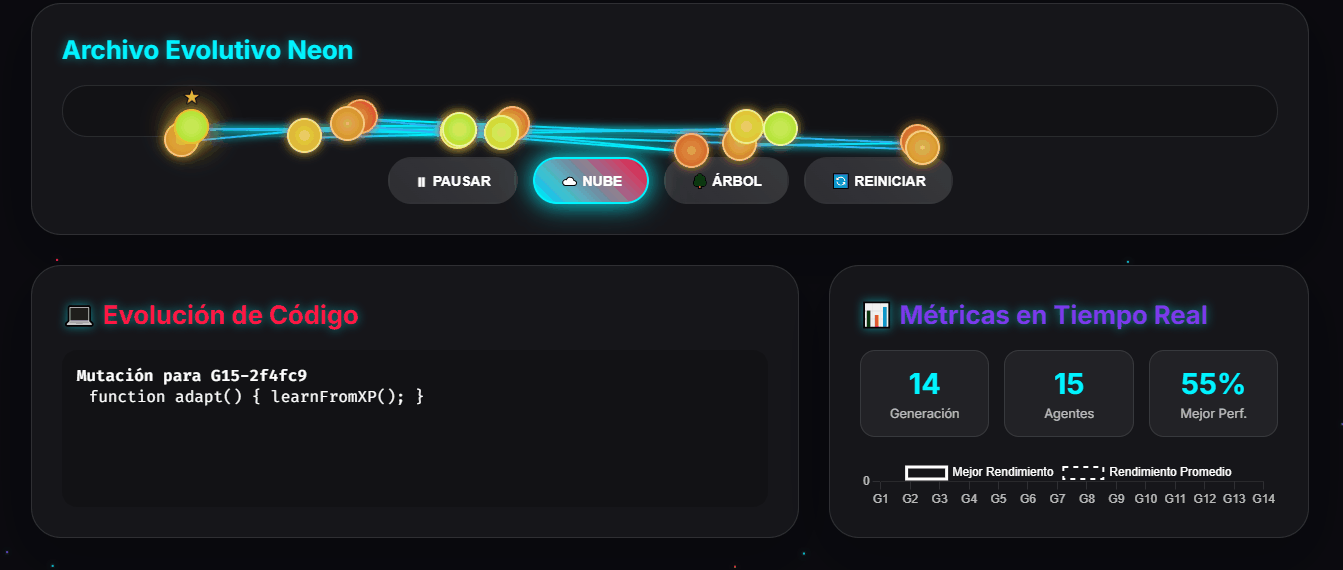 Archivo Evolutivo Neon
PAUSAR
NUBE
ÁRBOL
REINICIAR
Evolución de Código
Mutación para G15-2f4fc9
function adapt() { learnFromXP(); }
Métricas en Tiempo Real
14
Generación
15
Agentes
55%
Mejor Perf.
Mejor Rendimiento
Rendimiento Promedio
0
G1 G2 G3 G4 G5 G6 G7 G8 G9 G10 G11 G12 G13 G14